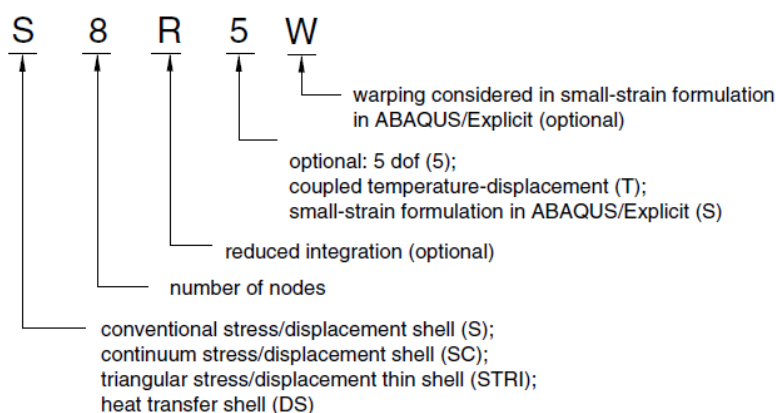 S 8 R 5 W
warping considered in small-strain formulation
in ABAQUS/Explicit (optional)
optional: 5 dof (5);
coupled temperature-displacement (T);
small-strain formulation in ABAQUS/Explicit (S)
reduced integration (optional)
number of nodes
conventional stress/displacement shell (S);
continuum stress/displacement shell (SC);
triangular stress/displacement thin shell (STRI);
heat transfer shell (DS)